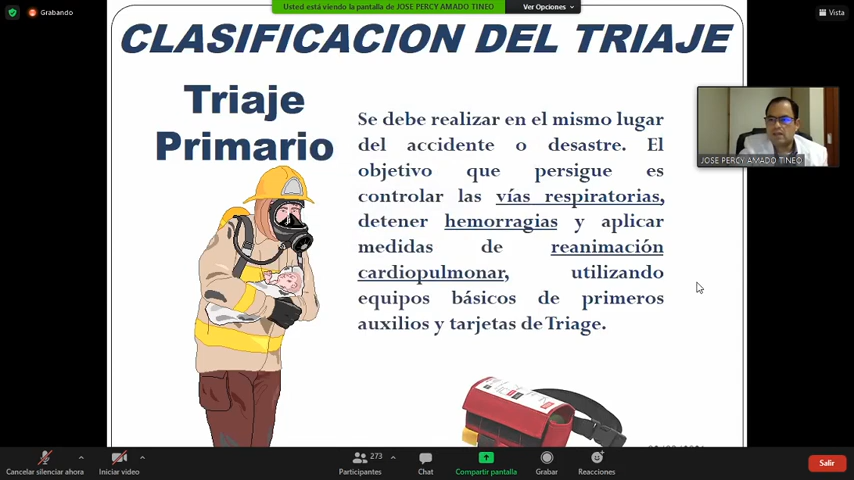 Grabando
Usted está viendo la pantalla de JOSE PERCY AMADO TINEO
Ver Opciones
Vista
CLASIFICACION DEL TRIAJE
Triaje
Primario
Se debe realizar en el mismo lugar
del accidente o desastre. El
objetivo que persigue es
controlar las vías respiratorias,
detener hemorragias y aplicar
medidas de reanimación
cardiopulmonar, utilizando
equipos básicos de primeros
auxilios y tarjetas de Triage.
JOSE PERCY AMADO TINEO
Cancelar silenciar ahora
Iniciar video
273
Participantes
Chat
Compartir pantalla
Grabar
Reacciones
Salir